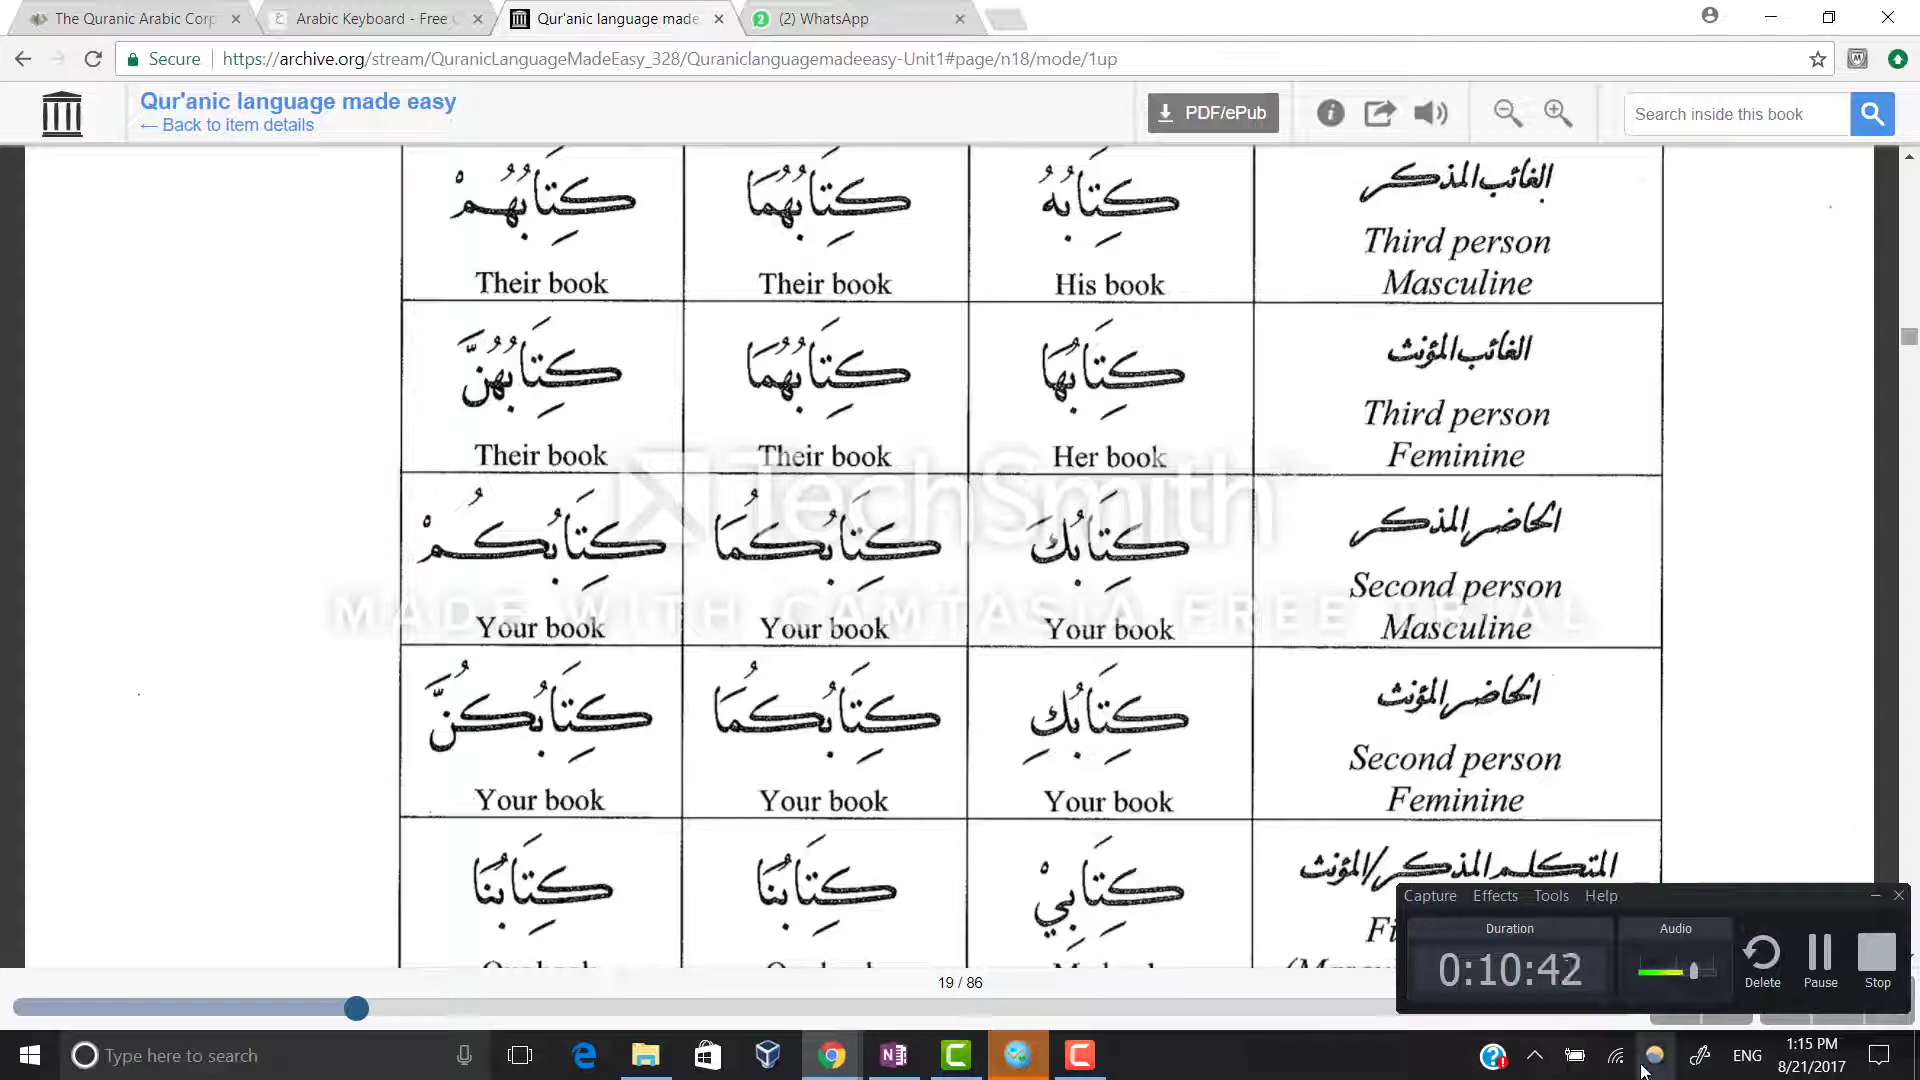 The Quranic Arabic Corp
Arabic Keyboard - Free
Qur'anic language made
(2) WhatsApp
Secure https://archive.org/stream/QuranicLanguageMadeEasy_328/Quraniclanguagemadeeasy-Unit1#page/n18/mode/1up
Qur'anic language made easy
← Back to item details
PDF/ePub
Search inside this book
كِتَابُهُمْ كِتَابُهُمَا كِتَابُهُ الغائب المذكر
Third person
Their book Their book His book Masculine
كِتَابُهُنَّ كِتَابُهُمَا كِتَابُهَا الغائب المؤنث
Third person
Their book Their book Her book Feminine
TechSmith
كِتَابُكُمْ كِتَابُكُمَا كِتَابُكَ الحاضر المذكر
Second person
MADE WITH CAMTASIA FREE TRIAL
Your book Your book Your book Masculine
كِتَابُكُنَّ كِتَابُكُمَا كِتَابُكِ الحاضر المؤنث
Second person
Your book Your book Your book Feminine
كِتَابُنَا كِتَابُنَا كِتَابِيْ المتكلم المذكر/المؤنث
Capture Effects Tools Help
Duration Audio
0:10:42
Delete Pause Stop
19 / 86
Type here to search
ENG
1:15 PM
8/21/2017